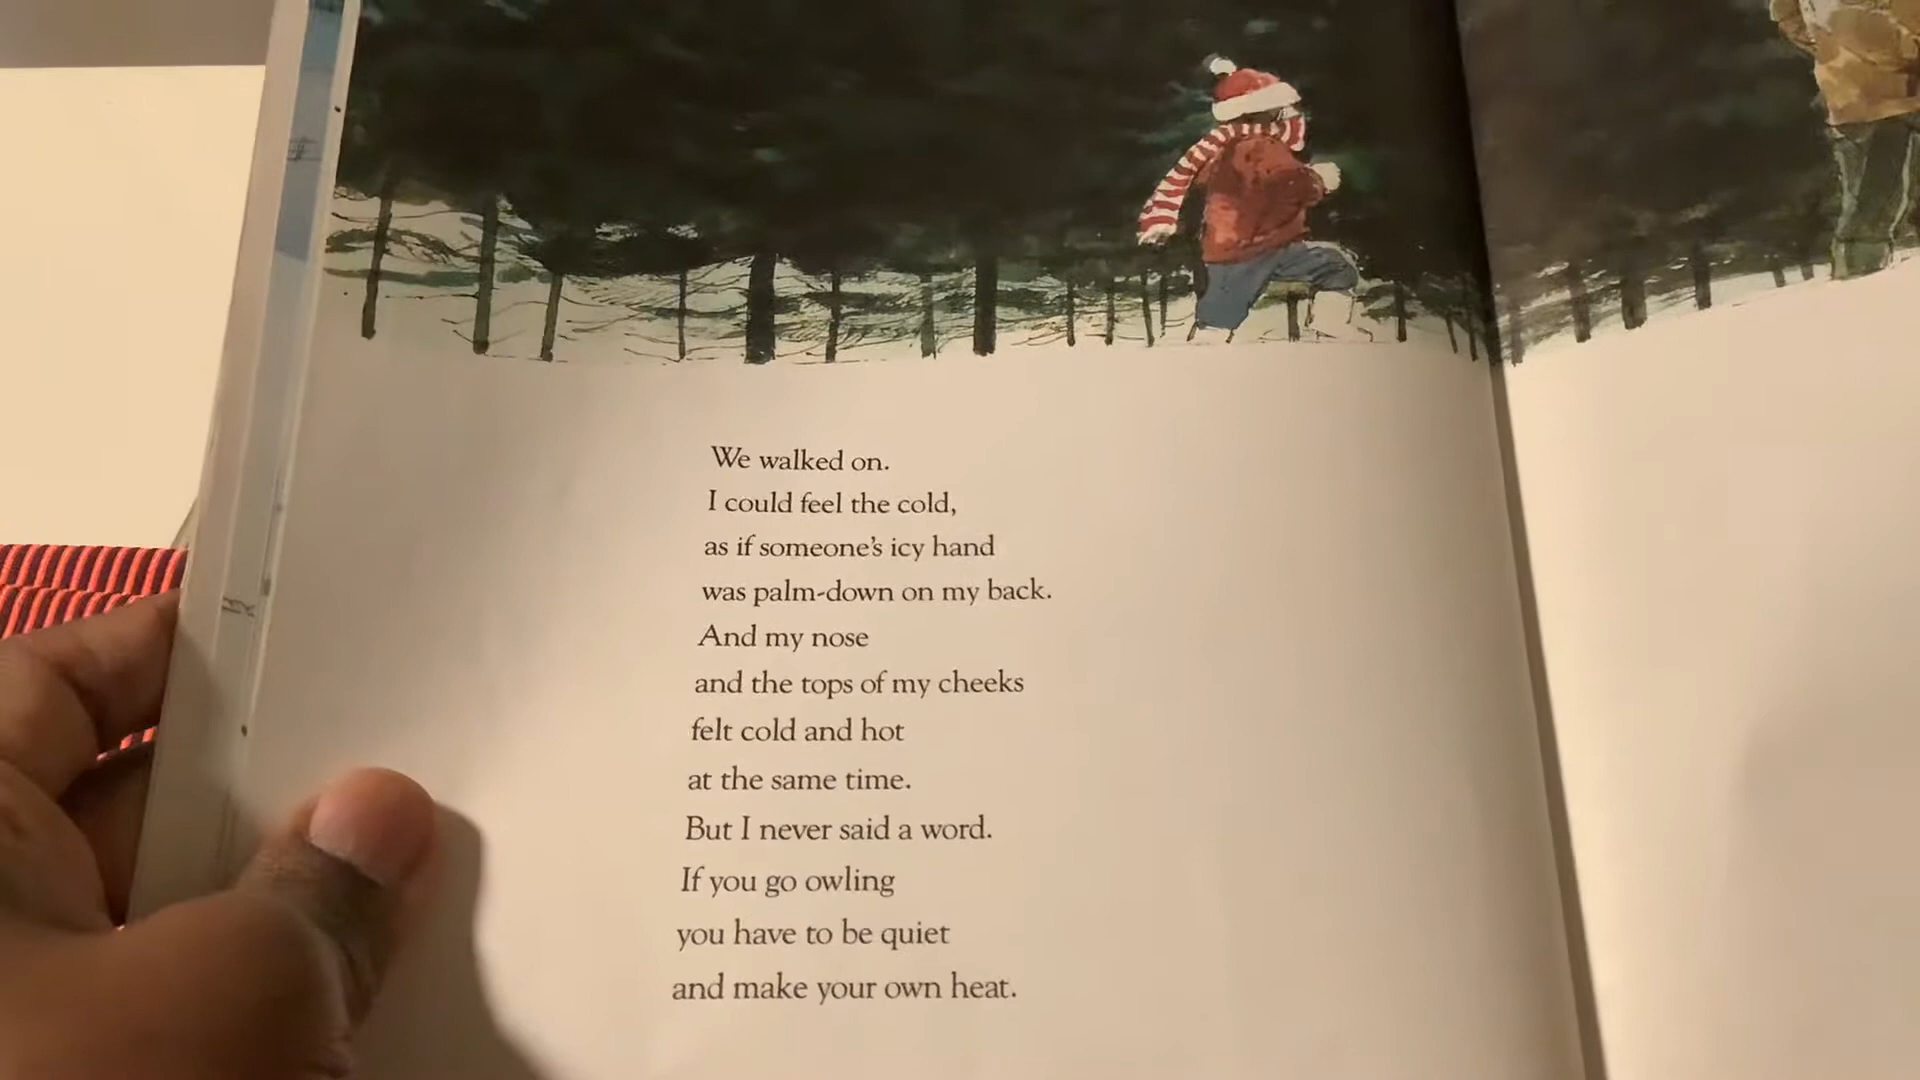 We walked on.
I could feel the cold,
as if someone's icy hand
was palm-down on my back.
And my nose
and the tops of my cheeks
felt cold and hot
at the same time.
But I never said a word.
If you go owling
you have to be quiet
and make your own heat.